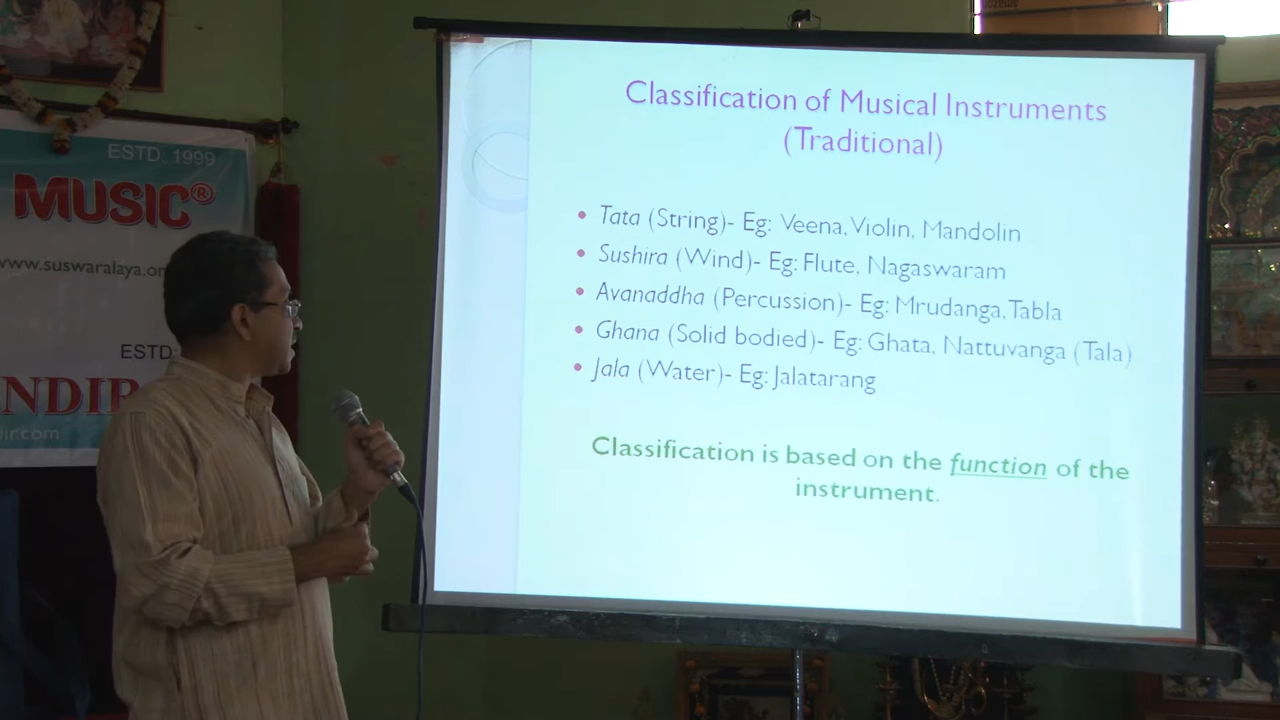 ESTD: 1999
MUSIC®
www.suswaralaya.or
ESTD:
NDIR
ir.com
Classification of Musical Instruments
(Traditional)
• Tata (String)- Eg: Veena, Violin, Mandolin
• Sushira (Wind)- Eg: Flute, Nagaswaram
• Avanaddha (Percussion)- Eg: Mrudanga, Tabla
• Ghana (Solid bodied)- Eg: Ghata, Nattuvanga (Tala)
• Jala (Water)- Eg: Jalatarang
Classification is based on the function of the
instrument.